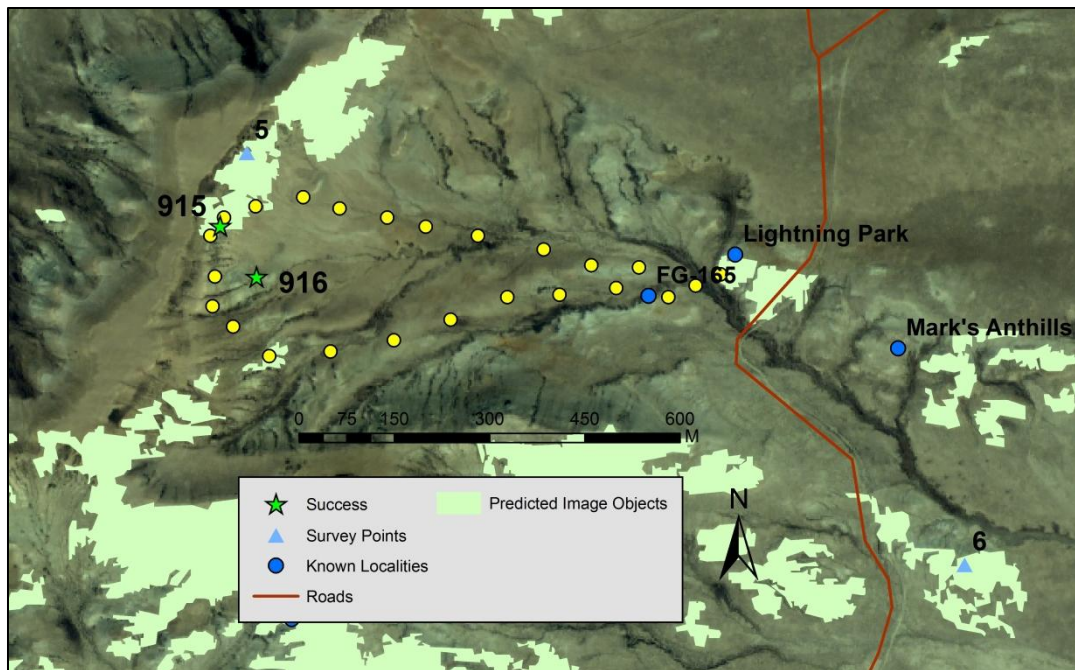 5
915
916
Lightning Park
FG-165
Mark's Anthills
0 75 150 300 450 600
M
Success
Survey Points
Known Localities
Roads
Predicted Image Objects
N
6